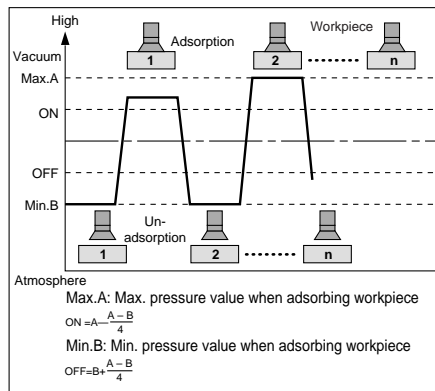 High
Vacuum
Adsorption
Workpiece
1
2
n
Max.A
ON
OFF
Min.B
Un-
adsorption
1
2
n
Atmosphere
Max.A: Max. pressure value when adsorbing workpiece
ON =A—A – B/4
Min.B: Min. pressure value when adsorbing workpiece
OFF=B+A – B/4